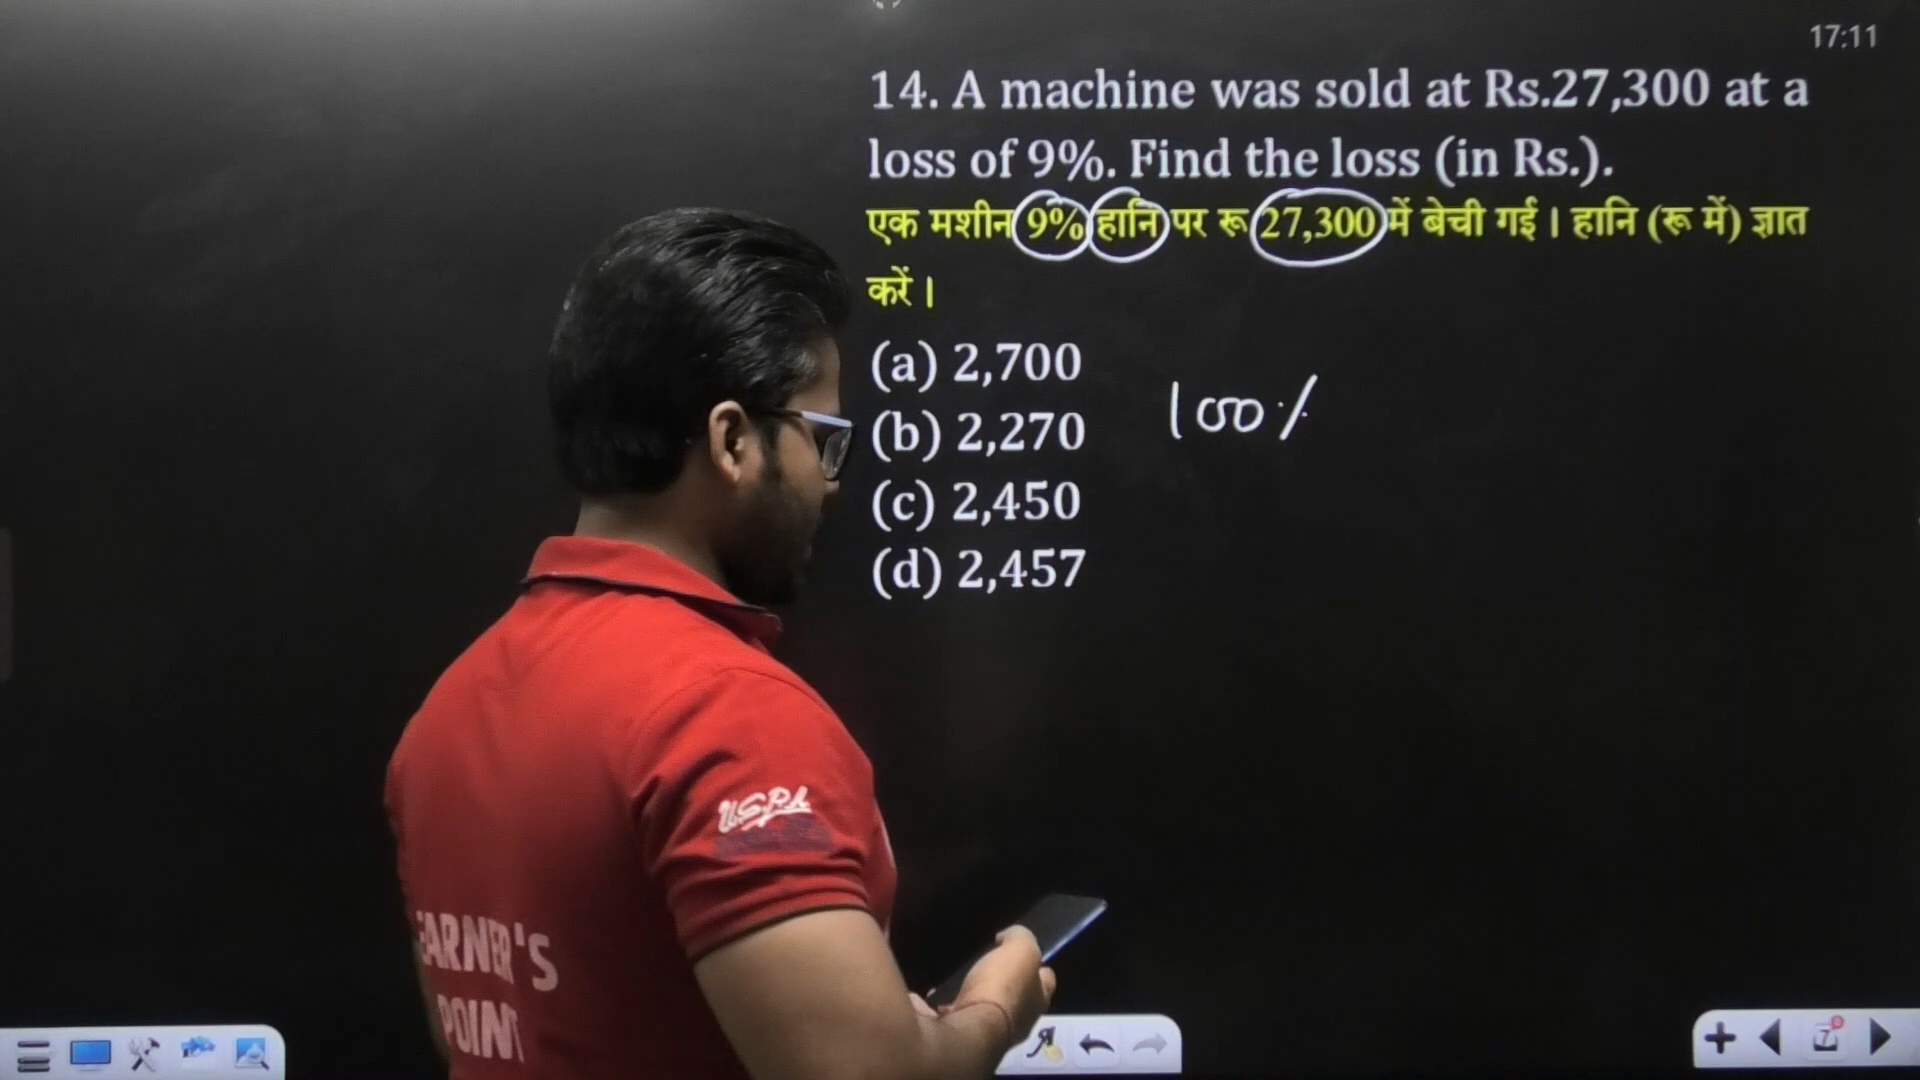 17:11
14. A machine was sold at Rs.27,300 at a
loss of 9%. Find the loss (in Rs.).
एक मशीन 9% हानि पर रू 27,300 में बेची गई । हानि (रू में) ज्ञात
करें ।
(a) 2,700
(b) 2,270
(c) 2,450
(d) 2,457
100%
U.S.P.A
EARNER'S
POINT